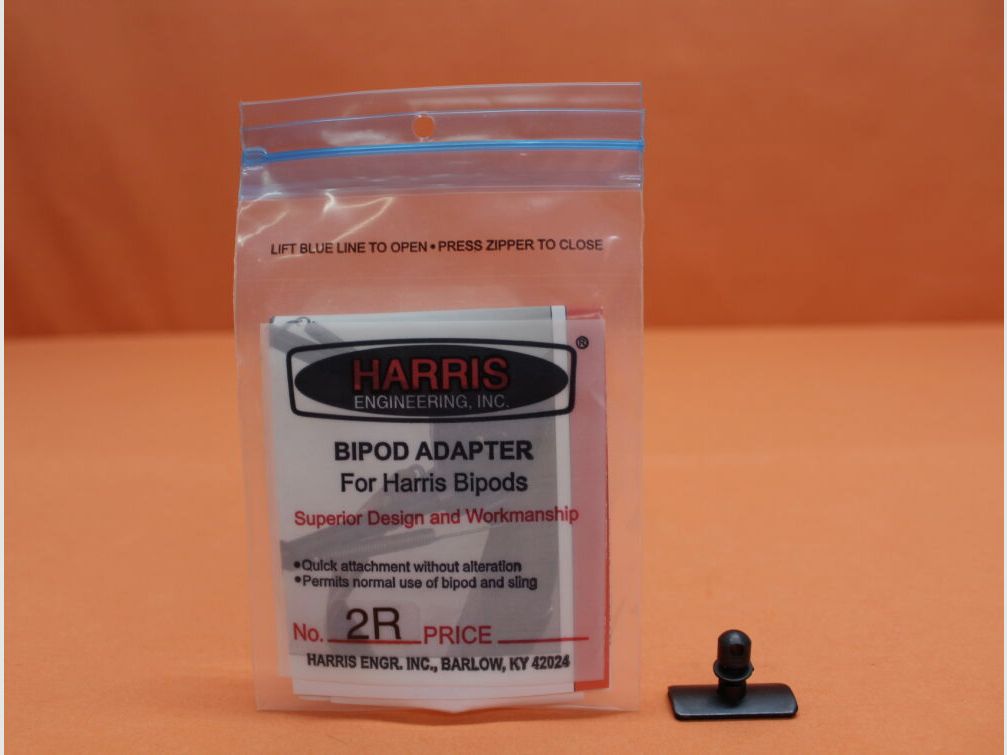 LIFT BLUE LINE TO OPEN • PRESS ZIPPER TO CLOSE
HARRIS ®
ENGINEERING, INC.
BIPOD ADAPTER
For Harris Bipods
Superior Design and Workmanship
•Quick attachment without alteration
•Permits normal use of bipod and sling
No. 2R PRICE
HARRIS ENGR. INC., BARLOW, KY 42024